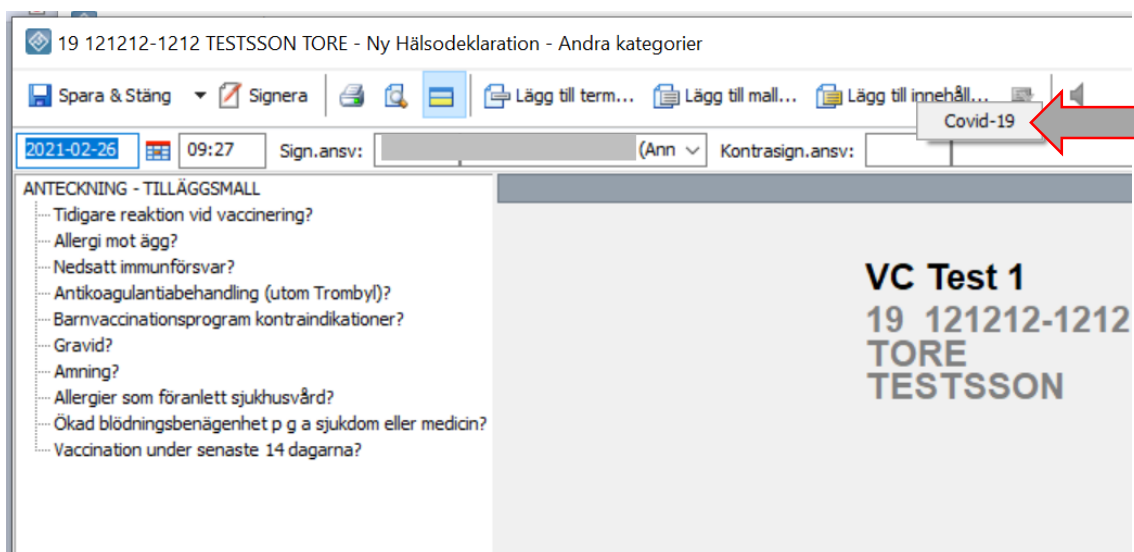 19 121212-1212 TESTSSON TORE - Ny Hälsodeklaration - Andra kategorier
Spara & Stäng Signera Lägg till term... Lägg till mall... Lägg till innehåll...
Covid-19
2021-02-26 09:27 Sign.ansv: (Ann Kontrasign.ansv:
ANTECKNING - TILLÄGGSMALL
Tidigare reaktion vid vaccinering?
Allergi mot ägg?
Nedsatt immunförsvar?
Antikoagulantiabehandling (utom Trombyl)?
Barnvaccinationsprogram kontraindikationer?
Gravid?
Amning?
Allergier som föranlett sjukhusvård?
Ökad blödningsbenägenhet p g a sjukdom eller medicin?
Vaccination under senaste 14 dagarna?
VC Test 1
19 121212-1212
TORE
TESTSSON